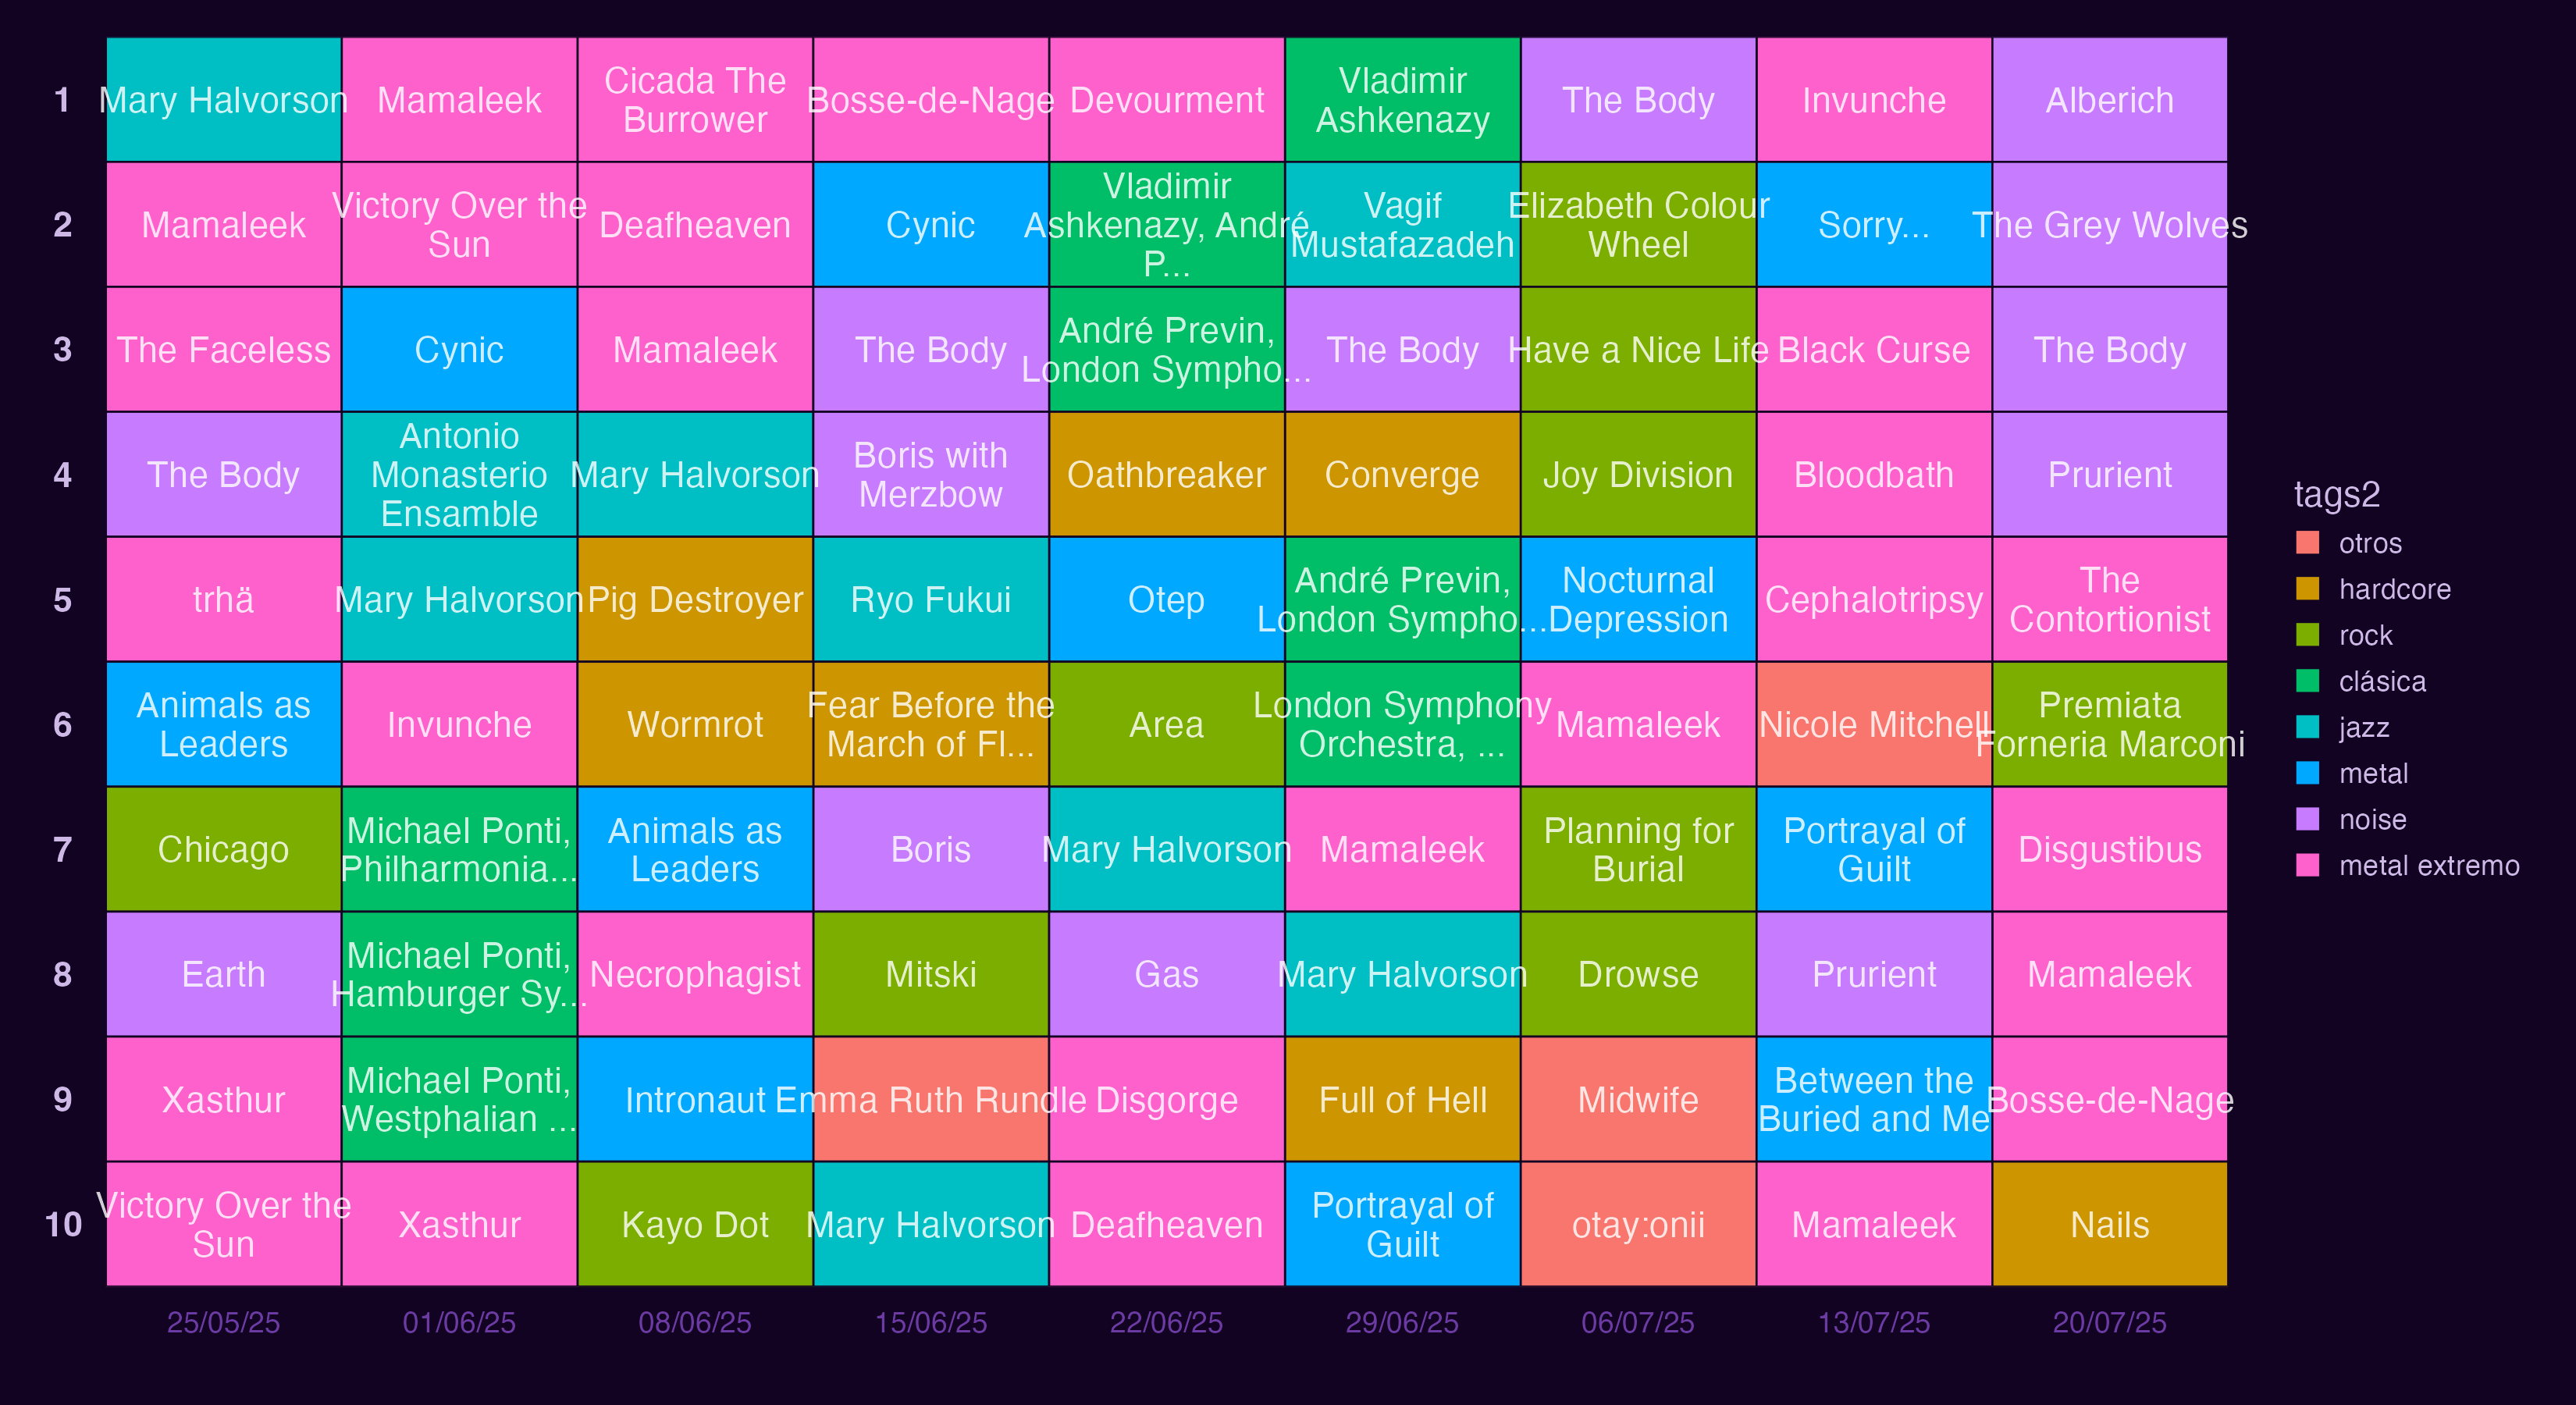 1
Mary Halvorson
Mamaleek
Cicada The
Burrower
Bosse-de-Nage
Devourment
Vladimir
Ashkenazy
The Body
Invunche
Alberich
2
Mamaleek
Victory Over the
Sun
Deafheaven
Cynic
Vladimir
Ashkenazy, André
P...
Vagif
Mustafazadeh
Elizabeth Colour
Wheel
Sorry...
The Grey Wolves
3
The Faceless
Cynic
Mamaleek
The Body
André Previn,
London Sympho...
The Body
Have a Nice Life
Black Curse
The Body
4
The Body
Antonio
Monasterio
Ensamble
Mary Halvorson
Boris with
Merzbow
Oathbreaker
Converge
Joy Division
Bloodbath
Prurient
5
trhä
Mary Halvorson
Pig Destroyer
Ryo Fukui
Otep
André Previn,
London Sympho...
Nocturnal
Depression
Cephalotripsy
The
Contortionist
6
Animals as
Leaders
Invunche
Wormrot
Fear Before the
March of Fl...
Area
London Symphony
Orchestra, ...
Mamaleek
Nicole Mitchell
Premiata
Forneria Marconi
7
Chicago
Michael Ponti,
Philharmonia...
Animals as
Leaders
Boris
Mary Halvorson
Mamaleek
Planning for
Burial
Portrayal of
Guilt
Disgustibus
8
Earth
Michael Ponti,
Hamburger Sy...
Necrophagist
Mitski
Gas
Mary Halvorson
Drowse
Prurient
Mamaleek
9
Xasthur
Michael Ponti,
Westphalian ...
Intronaut
Emma Ruth Rundle
Disgorge
Full of Hell
Midwife
Between the
Buried and Me
Bosse-de-Nage
10
Victory Over the
Sun
Xasthur
Kayo Dot
Mary Halvorson
Deafheaven
Portrayal of
Guilt
otay:onii
Mamaleek
Nails
25/05/25
01/06/25
08/06/25
15/06/25
22/06/25
29/06/25
06/07/25
13/07/25
20/07/25
tags2
otros
hardcore
rock
clásica
jazz
metal
noise
metal extremo